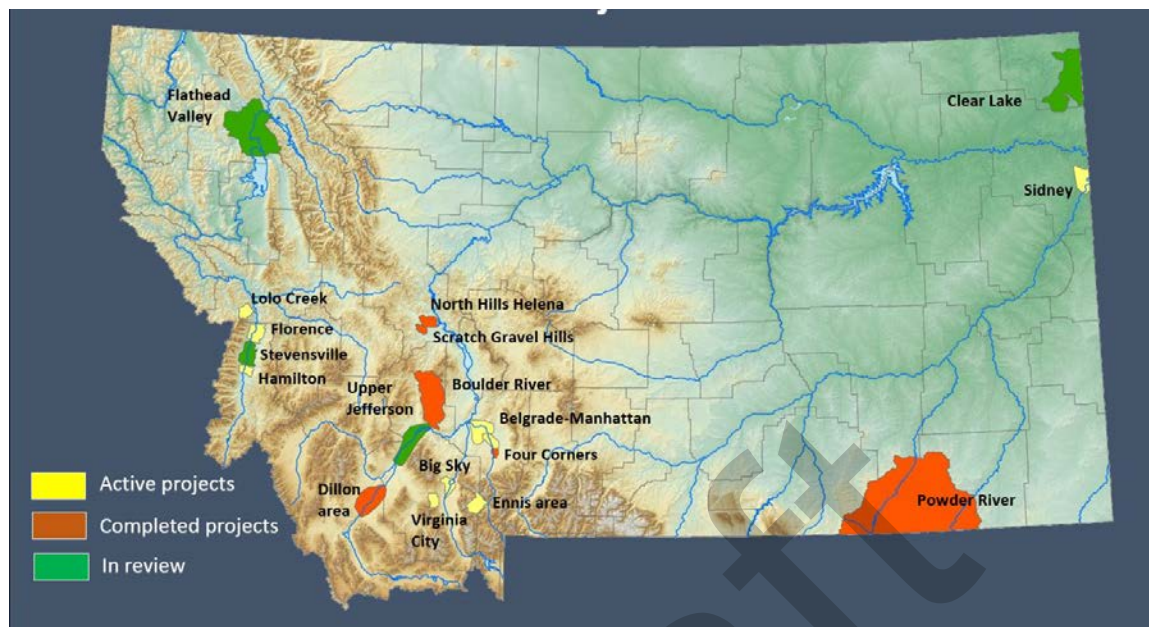 Flathead
Valley
Clear Lake
Sidney
Lolo Creek
North Hills Helena
Florence
Scratch Gravel Hills
Stevensville
Hamilton
Upper
Jefferson
Boulder River
Belgrade-Manhattan
Four Corners
Big Sky
Dillon
area
Ennis area
Virginia
City
Powder River
Active projects
Completed projects
In review